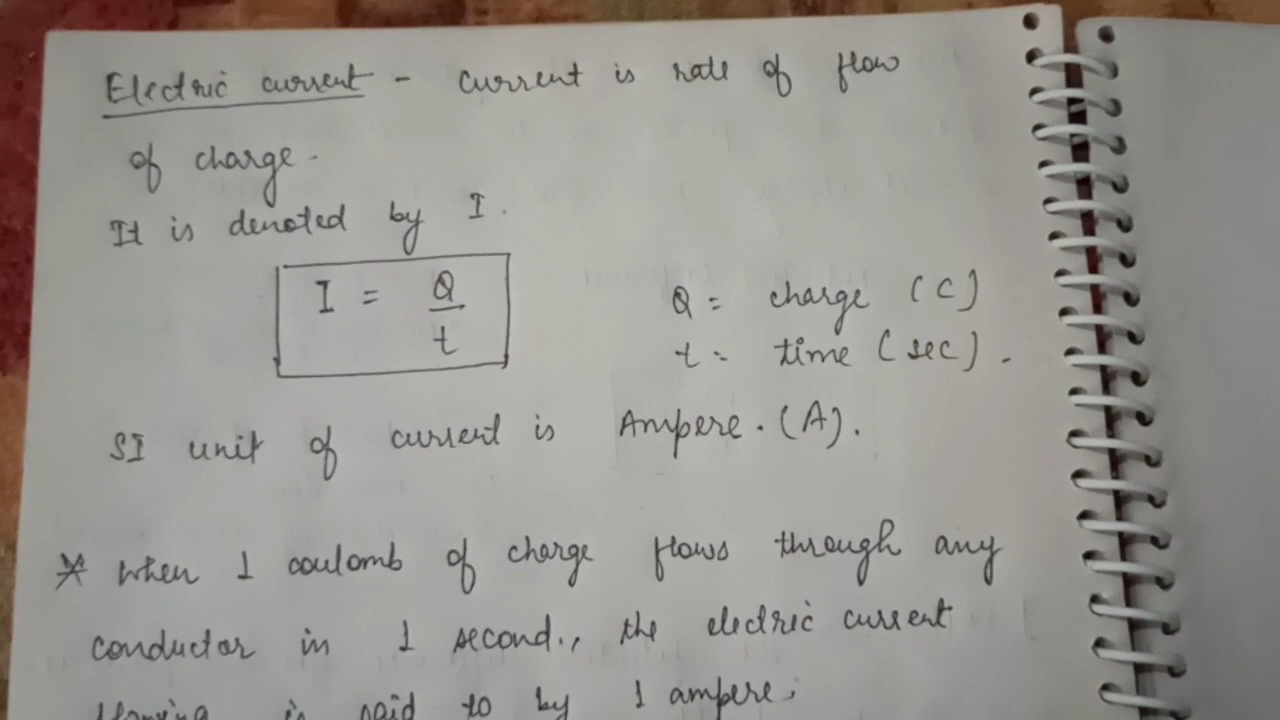 Electric current - current is rate of flow
of charge.
It is denoted by I.
I = Q/t
Q = charge (C)
t = time (sec).
SI unit of current is Ampere. (A).
* When 1 coulomb of charge flows through any
conductor in 1 second., the electric current
flowing is said to by 1 ampere.